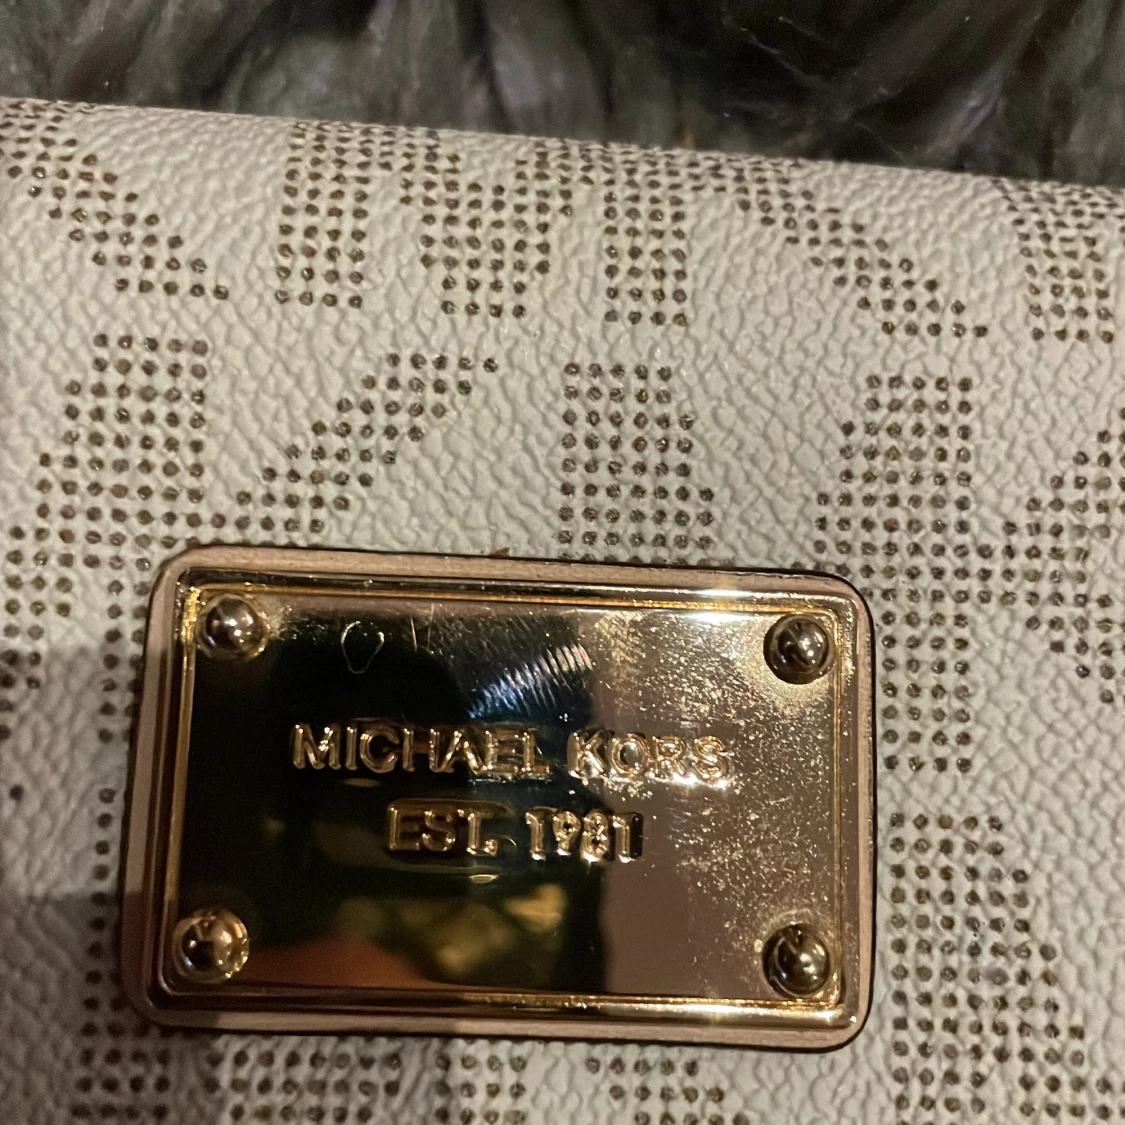 MICHAEL KORS
EST. 1981